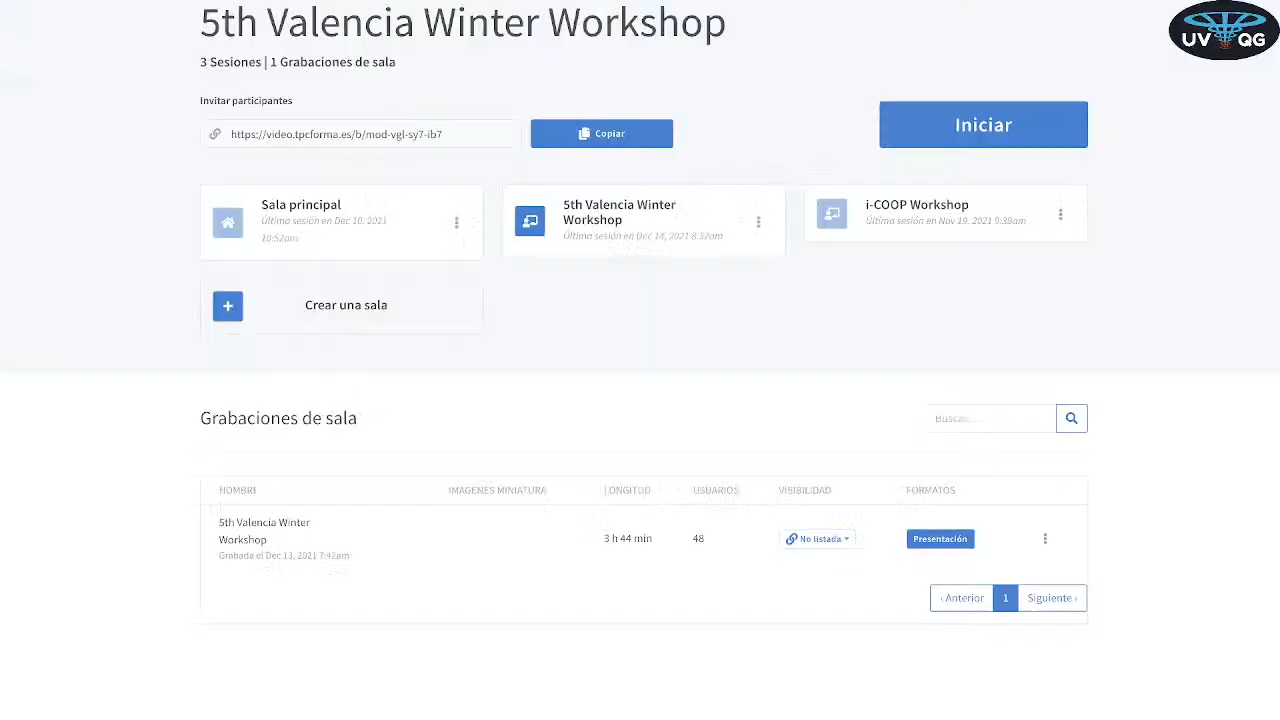 5th Valencia Winter Workshop
UV QG
3 Sesiones | 1 Grabaciones de sala
Invitar participantes
https://video.tpcforma.es/b/mod-vgl-sy7-ib7
Copiar
Iniciar
Sala principal
Última sesión en Dec 10, 2021
10:52am
5th Valencia Winter
Workshop
Última sesión en Dec 14, 2021 8:32am
i-COOP Workshop
Última sesión en Nov 19, 2021 9:39am
Crear una sala
Grabaciones de sala
Buscar...
NOMBRE IMÁGENES MINIATURA LONGITUD USUARIOS VISIBILIDAD FORMATOS
5th Valencia Winter
Workshop
Grabada el Dec 13, 2021 7:42am
3 h 44 min 48 No listada Presentación
‹ Anterior 1 Siguiente ›